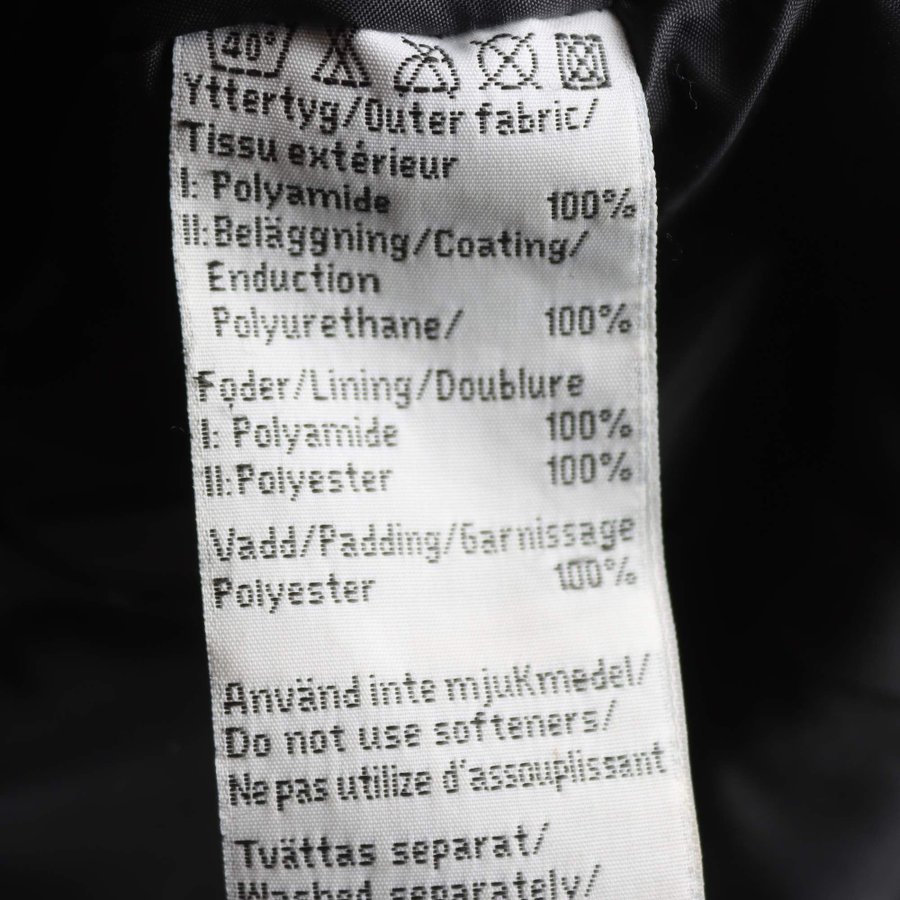 40°
Yttertyg/Outer fabric/
Tissu extérieur
I: Polyamide 100%
II: Beläggning/Coating/
Enduction
Polyurethane/ 100%
Foder/Lining/Doublure
I: Polyamide 100%
II: Polyester 100%
Vadd/Padding/Garnissage
Polyester 100%
Använd inte mjuKmedel/
Do not use softeners/
Ne pas utilize d'assouplissant
Tvättas separat/
Washed separately/